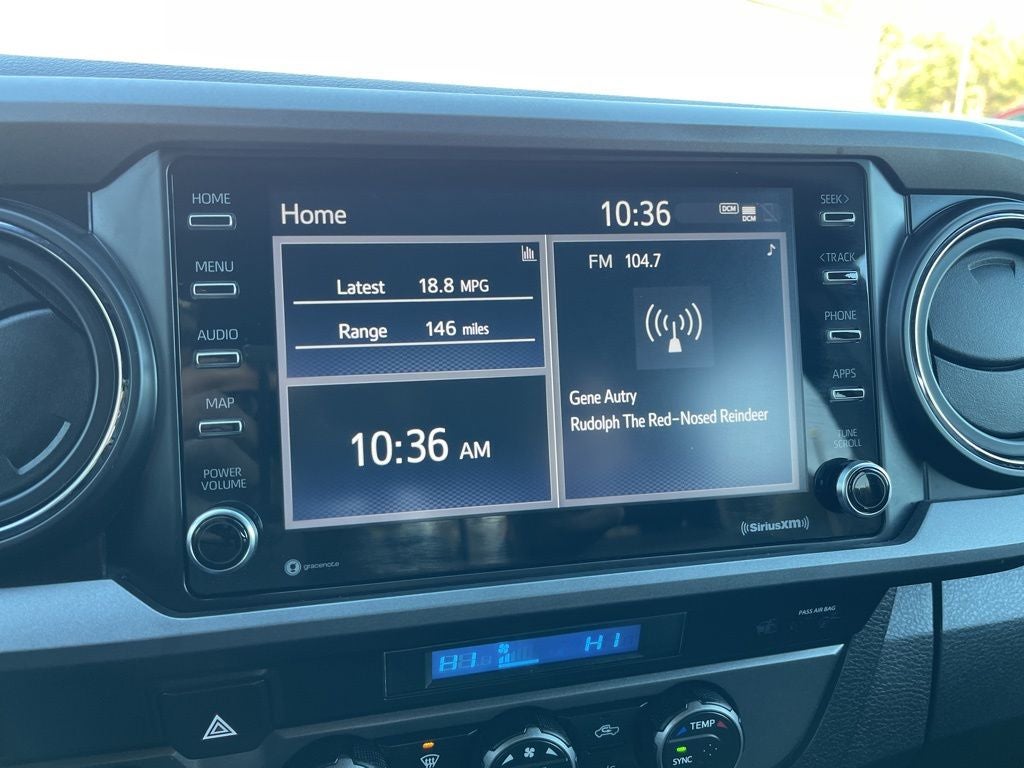 HOME
MENU
AUDIO
MAP
POWER
VOLUME
gracenote
Home
10:36
DCM
DCM
Latest 18.8 MPG
Range 146 miles
10:36 AM
FM 104.7
Gene Autry
Rudolph The Red-Nosed Reindeer
SEEK>
<TRACK
PHONE
APPS
TUNE
SCROLL
SiriusXM
PASS AIR BAG
HI
TEMP
SYNC